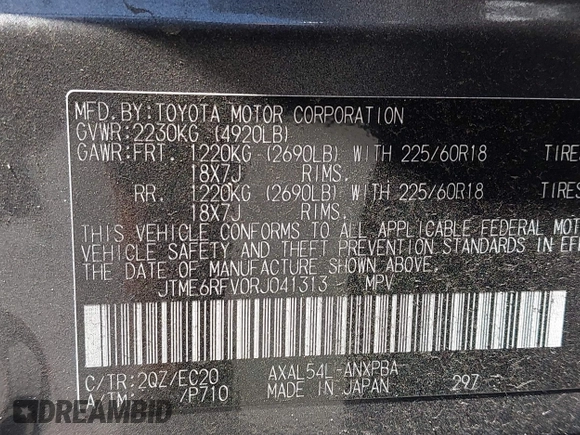 MFD. BY:TOYOTA MOTOR CORPORATION
GVWR:2230KG (4920LB)
GAWR:FRT. 1220KG (2690LB) WITH 225/60R18 TIRES
18X7J RIMS.
RR. 1220KG (2690LB) WITH 225/60R18 TIRES
18X7J RIMS.
THIS VEHICLE CONFORMS TO ALL APPLICABLE FEDERAL MOTOR
VEHICLE SAFETY AND THEFT PREVENTION STANDARDS IN EFF
THE DATE OF MANUFACTURE SHOWN ABOVE.
JTME6RFV0RJ041313 MPV
C/TR:2QZ/EC20 AXAL54L-ANXPBA
A/TM: /P710 MADE IN JAPAN 297
DREAMBID